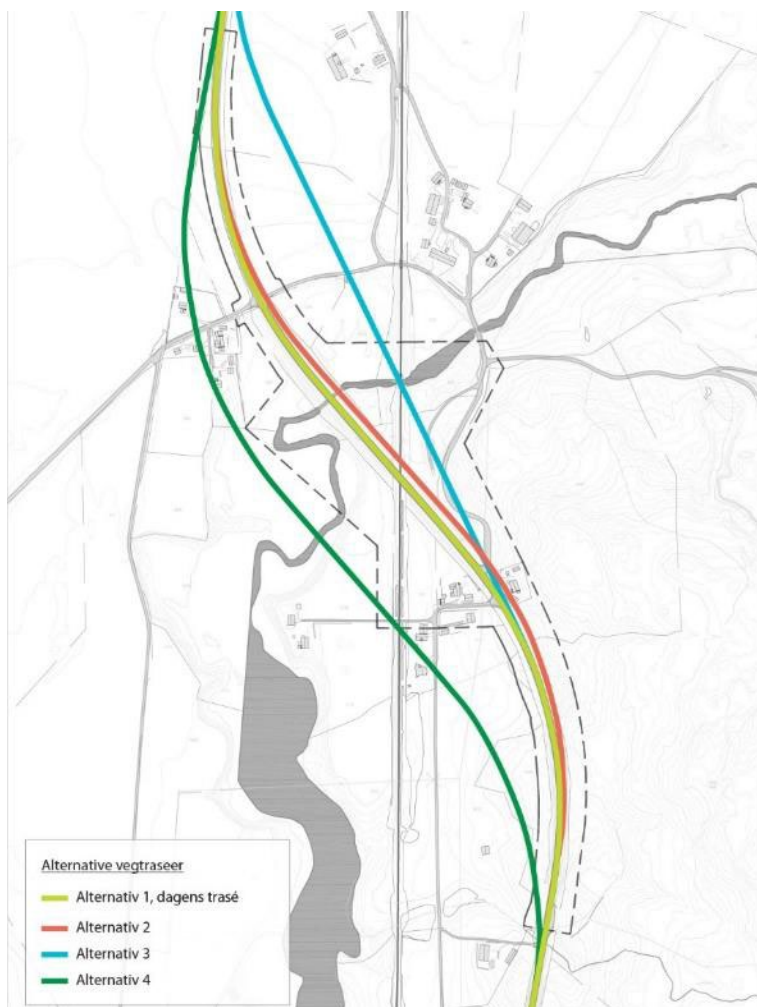 Alternative vegtraseer
Alternativ 1, dagens trasé
Alternativ 2
Alternativ 3
Alternativ 4